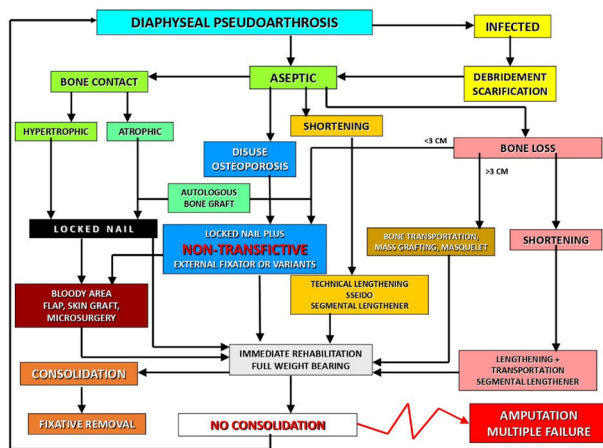 DIAPHYSEAL PSEUDOARTHROSIS
INFECTED
BONE CONTACT
ASEPTIC
DEBRIDEMENT
SCARIFICATION
HYPERTROPHIC
ATROPHIC
SHORTENING
DISUSE
OSTEOPOROSIS
<3 CM
BONE LOSS
>3 CM
AUTOLOGOUS
BONE GRAFT
LOCKED NAIL
LOCKED NAIL PLUS
NON-TRANSFICTIVE
EXTERNAL FIXATOR OR VARIANTS
BONE TRANSPORTATION,
MASS GRAFTING, MASQUELET
SHORTENING
BLOODY AREA
FLAP, SKIN GRAFT,
MICROSURGERY
TECHNICAL LENGTHENING
SSEIDO
SEGMENTAL LENGTHENER
IMMEDIATE REHABILITATION
FULL WEIGHT BEARING
LENGTHENING +
TRANSPORTATION
SEGMENTAL LENGTHENER
CONSOLIDATION
FIXATIVE REMOVAL
NO CONSOLIDATION
AMPUTATION
MULTIPLE FAILURE